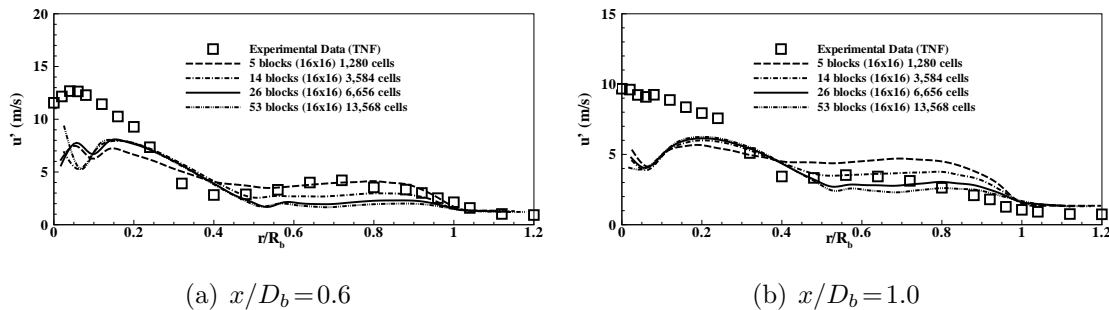 20
15
10
5
0
u' (m/s)
Experimental Data (TNF)
5 blocks (16x16) 1,280 cells
14 blocks (16x16) 3,584 cells
26 blocks (16x16) 6,656 cells
53 blocks (16x16) 13,568 cells
0 0.2 0.4 0.6 0.8 1 1.2
r/R_b
(a) x/D_b=0.6
15
10
5
0
u' (m/s)
Experimental Data (TNF)
5 blocks (16x16) 1,280 cells
14 blocks (16x16) 3,584 cells
26 blocks (16x16) 6,656 cells
53 blocks (16x16) 13,568 cells
0 0.2 0.4 0.6 0.8 1 1.2
r/R_b
(b) x/D_b=1.0